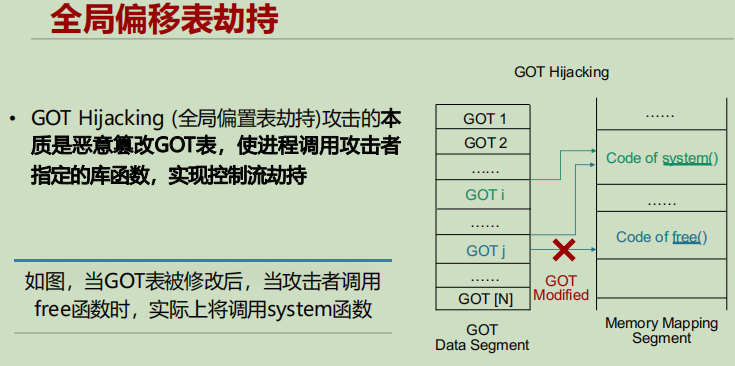 全局偏移表劫持
• GOT Hijacking (全局偏置表劫持)攻击的本
质是恶意篡改GOT表，使进程调用攻击者
指定的库函数，实现控制流劫持
如图，当GOT表被修改后，当攻击者调用
free函数时，实际上将调用system函数
GOT Hijacking
GOT 1
GOT 2
......
GOT i
......
GOT j
......
GOT [N]
GOT
Data Segment
GOT
Modified
......
Code of system()
......
Code of free()
Memory Mapping
Segment